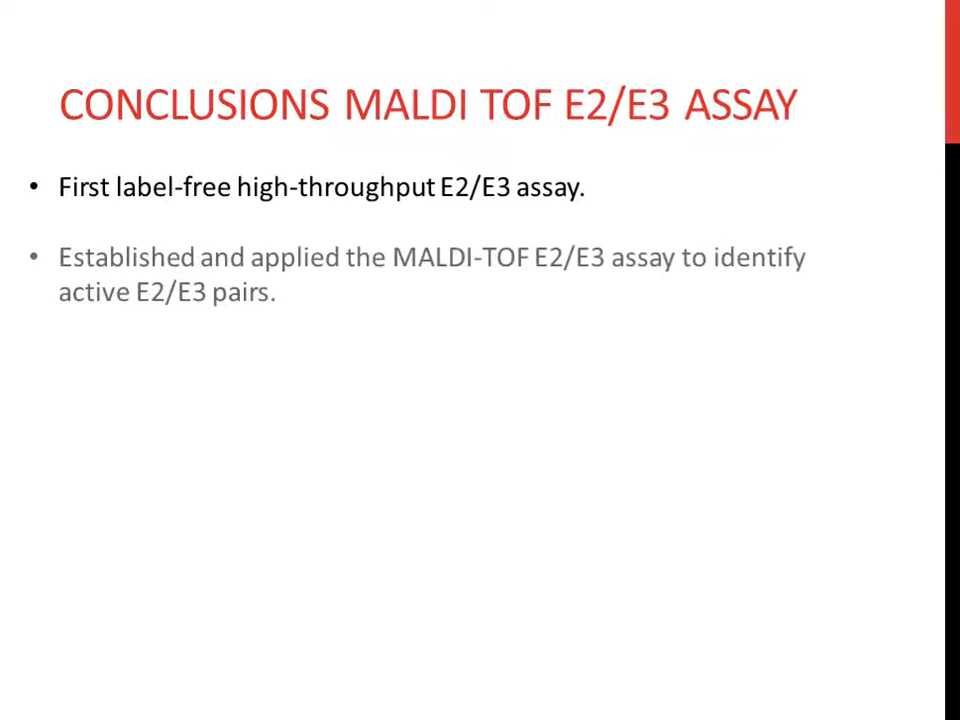 CONCLUSIONS MALDI TOF E2/E3 ASSAY
• First label-free high-throughput E2/E3 assay.
• Established and applied the MALDI-TOF E2/E3 assay to identify
active E2/E3 pairs.